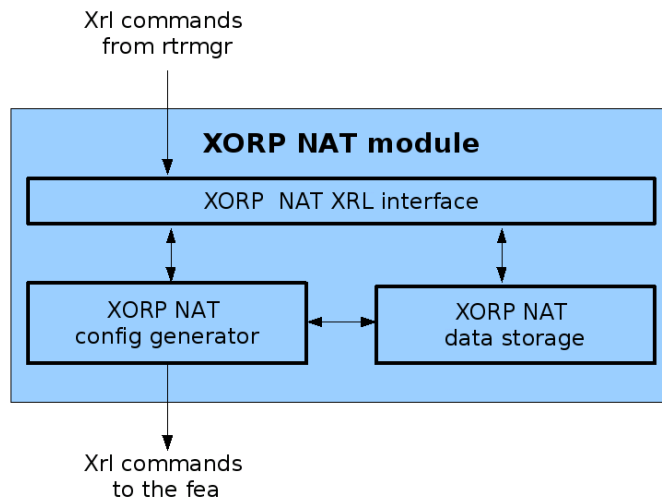 Xrl commands
from rtrmgr
XORP NAT module
XORP  NAT XRL interface
XORP NAT
config generator
XORP NAT
data storage
Xrl commands
to the fea